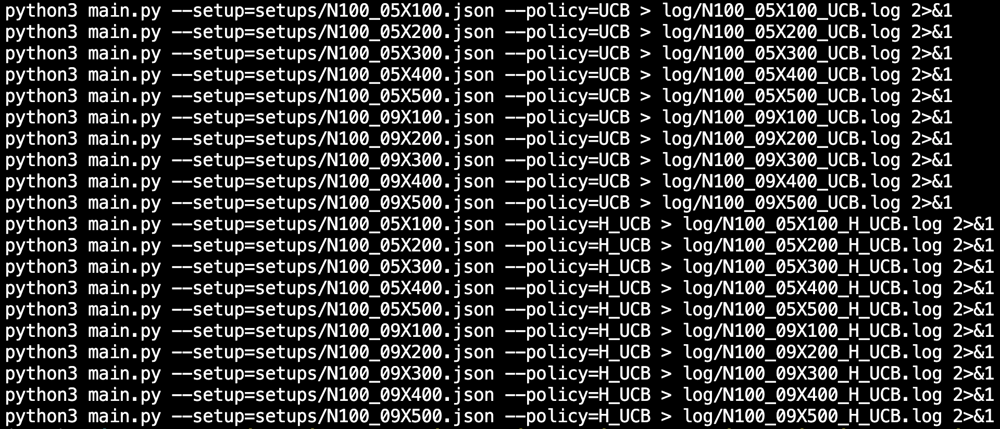 python3 main.py --setup=setups/N100_05X100.json --policy=UCB > log/N100_05X100_UCB.log 2>&1
python3 main.py --setup=setups/N100_05X200.json --policy=UCB > log/N100_05X200_UCB.log 2>&1
python3 main.py --setup=setups/N100_05X300.json --policy=UCB > log/N100_05X300_UCB.log 2>&1
python3 main.py --setup=setups/N100_05X400.json --policy=UCB > log/N100_05X400_UCB.log 2>&1
python3 main.py --setup=setups/N100_05X500.json --policy=UCB > log/N100_05X500_UCB.log 2>&1
python3 main.py --setup=setups/N100_09X100.json --policy=UCB > log/N100_09X100_UCB.log 2>&1
python3 main.py --setup=setups/N100_09X200.json --policy=UCB > log/N100_09X200_UCB.log 2>&1
python3 main.py --setup=setups/N100_09X300.json --policy=UCB > log/N100_09X300_UCB.log 2>&1
python3 main.py --setup=setups/N100_09X400.json --policy=UCB > log/N100_09X400_UCB.log 2>&1
python3 main.py --setup=setups/N100_09X500.json --policy=UCB > log/N100_09X500_UCB.log 2>&1
python3 main.py --setup=setups/N100_05X100.json --policy=H_UCB > log/N100_05X100_H_UCB.log 2>&1
python3 main.py --setup=setups/N100_05X200.json --policy=H_UCB > log/N100_05X200_H_UCB.log 2>&1
python3 main.py --setup=setups/N100_05X300.json --policy=H_UCB > log/N100_05X300_H_UCB.log 2>&1
python3 main.py --setup=setups/N100_05X400.json --policy=H_UCB > log/N100_05X400_H_UCB.log 2>&1
python3 main.py --setup=setups/N100_05X500.json --policy=H_UCB > log/N100_05X500_H_UCB.log 2>&1
python3 main.py --setup=setups/N100_09X100.json --policy=H_UCB > log/N100_09X100_H_UCB.log 2>&1
python3 main.py --setup=setups/N100_09X200.json --policy=H_UCB > log/N100_09X200_H_UCB.log 2>&1
python3 main.py --setup=setups/N100_09X300.json --policy=H_UCB > log/N100_09X300_H_UCB.log 2>&1
python3 main.py --setup=setups/N100_09X400.json --policy=H_UCB > log/N100_09X400_H_UCB.log 2>&1
python3 main.py --setup=setups/N100_09X500.json --policy=H_UCB > log/N100_09X500_H_UCB.log 2>&1